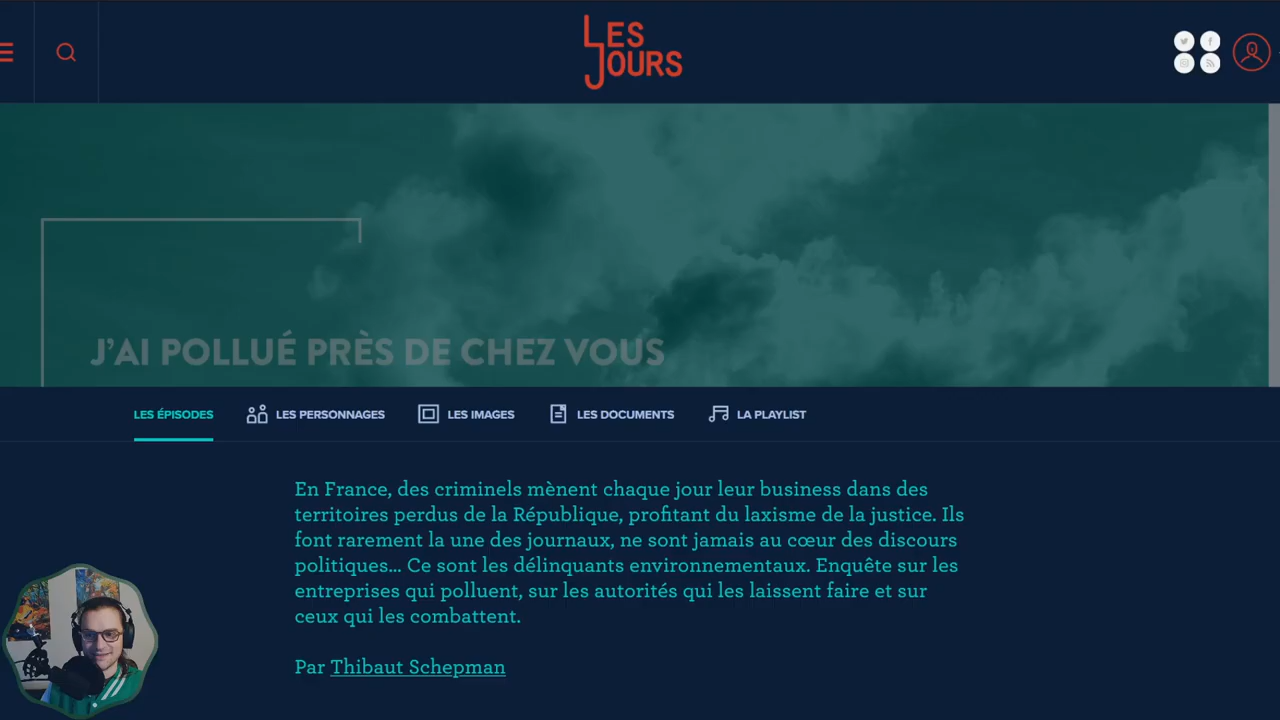 LES
JOURS
J'AI POLLUÉ PRÈS DE CHEZ VOUS
LES ÉPISODES
LES PERSONNAGES
LES IMAGES
LES DOCUMENTS
LA PLAYLIST
En France, des criminels mènent chaque jour leur business dans des
territoires perdus de la République, profitant du laxisme de la justice. Ils
font rarement la une des journaux, ne sont jamais au cœur des discours
politiques… Ce sont les délinquants environnementaux. Enquête sur les
entreprises qui polluent, sur les autorités qui les laissent faire et sur
ceux qui les combattent.
Par Thibaut Schepman